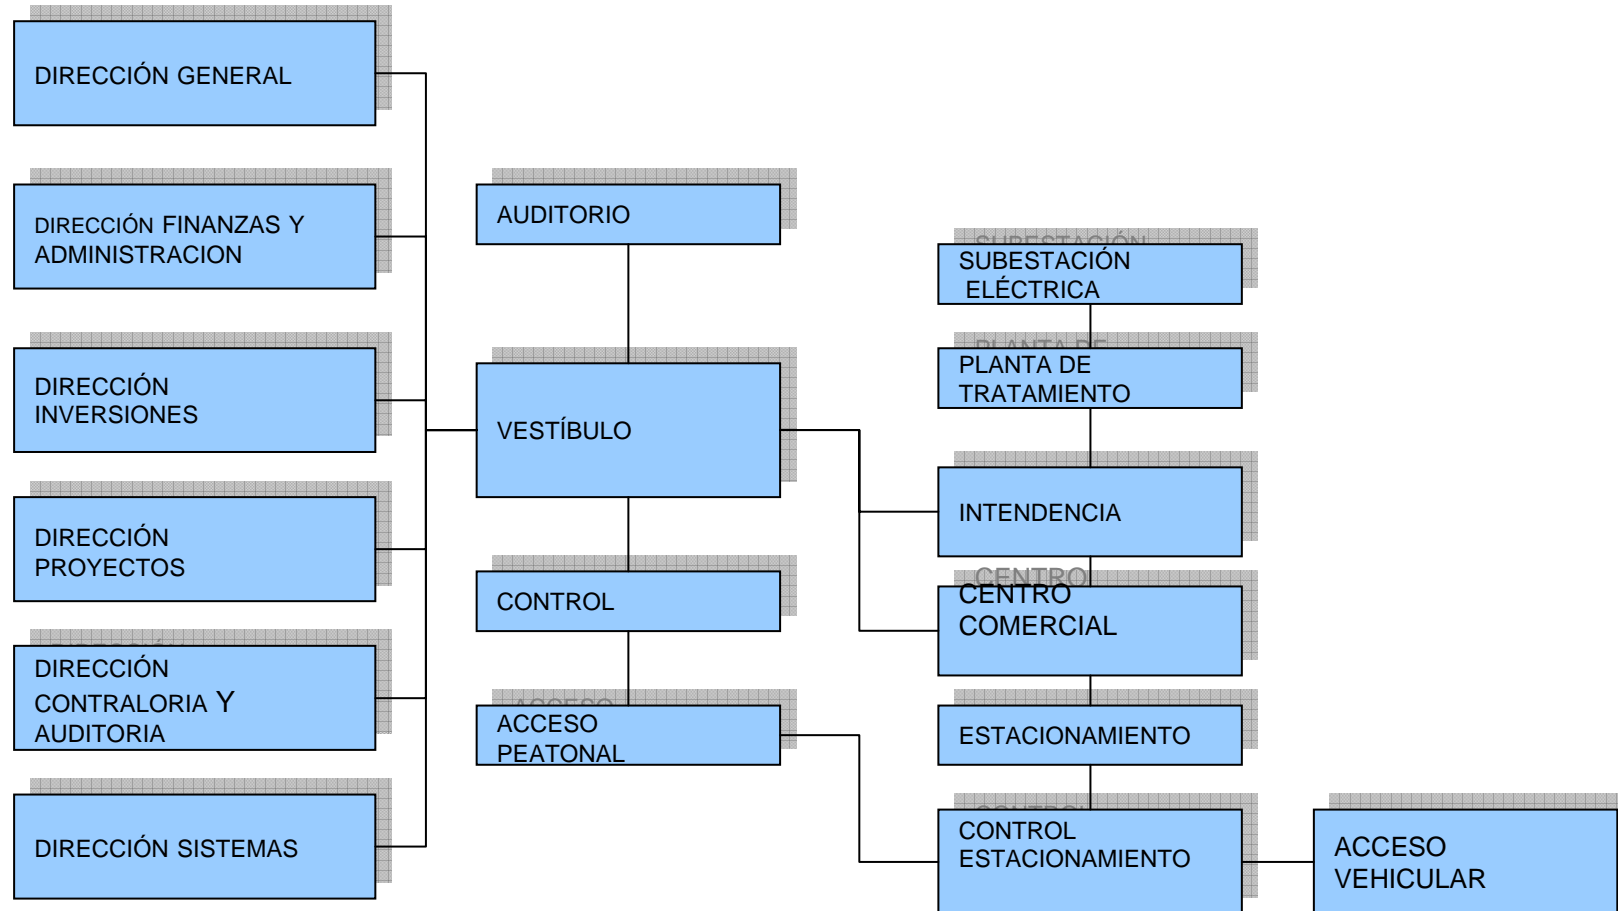 DIRECCIÓN GENERAL
DIRECCIÓN FINANZAS Y
ADMINISTRACION
DIRECCIÓN
INVERSIONES
DIRECCIÓN
PROYECTOS
DIRECCIÓN
CONTRALORIA Y
AUDITORIA
DIRECCIÓN SISTEMAS
AUDITORIO
VESTÍBULO
CONTROL
ACCESO
PEATONAL
SUBESTACIÓN
ELÉCTRICA
PLANTA DE
TRATAMIENTO
INTENDENCIA
CENTRO
COMERCIAL
ESTACIONAMIENTO
CONTROL
ESTACIONAMIENTO
ACCESO
VEHICULAR